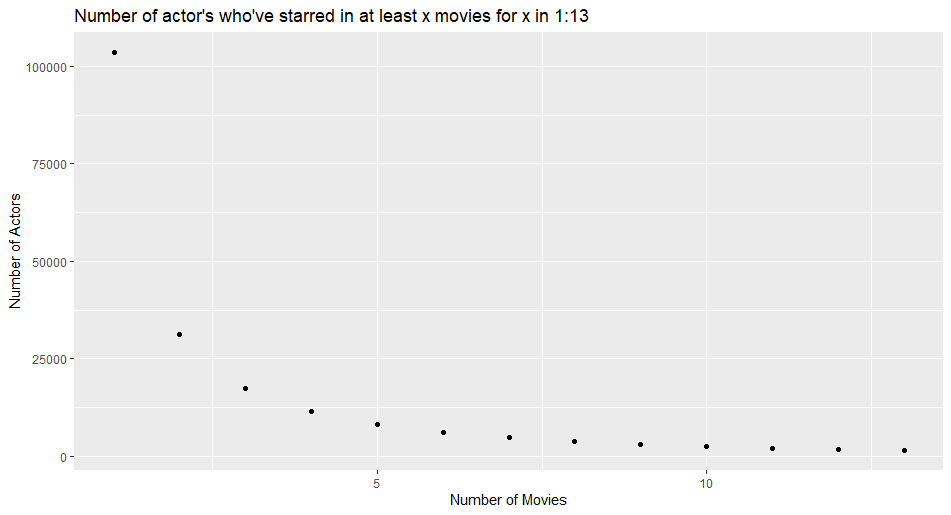 Number of actor's who've starred in at least x movies for x in 1:13
100000
75000
50000
25000
0
Number of Actors
5 10
Number of Movies